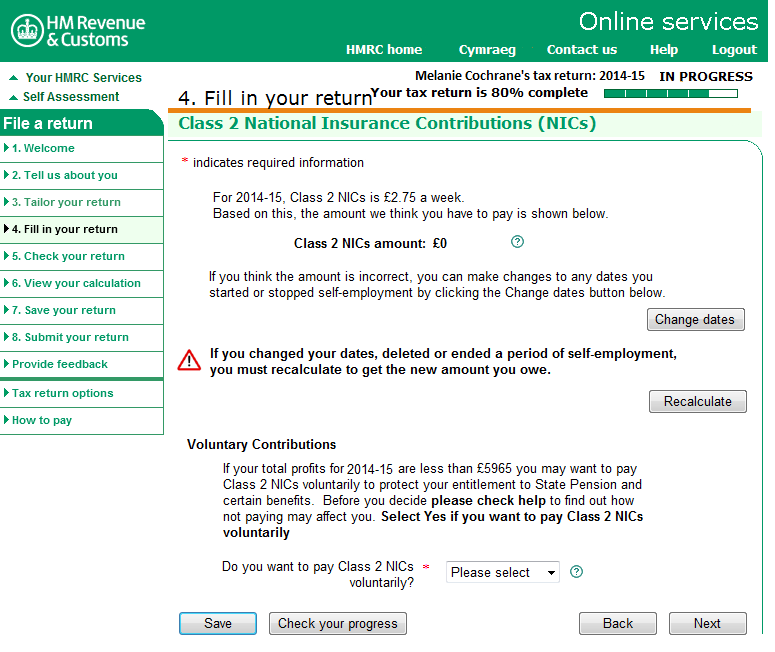 HM Revenue
& Customs
Online services
HMRC home Cymraeg Contact us Help Logout
Your HMRC Services
Self Assessment
File a return
1. Welcome
2. Tell us about you
3. Tailor your return
4. Fill in your return
5. Check your return
6. View your calculation
7. Save your return
8. Submit your return
Provide feedback
Tax return options
How to pay
Melanie Cochrane's tax return: 2014-15 IN PROGRESS
4. Fill in your return
Your tax return is 80% complete
Class 2 National Insurance Contributions (NICs)
* indicates required information
For 2014-15, Class 2 NICs is £2.75 a week.
Based on this, the amount we think you have to pay is shown below.
Class 2 NICs amount: £0 ?
If you think the amount is incorrect, you can make changes to any dates you
started or stopped self-employment by clicking the Change dates button below.
Change dates
! If you changed your dates, deleted or ended a period of self-employment,
you must recalculate to get the new amount you owe.
Recalculate
Voluntary Contributions
If your total profits for 2014-15 are less than £5965 you may want to pay
Class 2 NICs voluntarily to protect your entitlement to State Pension and
certain benefits. Before you decide please check help to find out how
not paying may affect you. Select Yes if you want to pay Class 2 NICs
voluntarily
Do you want to pay Class 2 NICs * Please select ?
voluntarily?
Save Check your progress Back Next